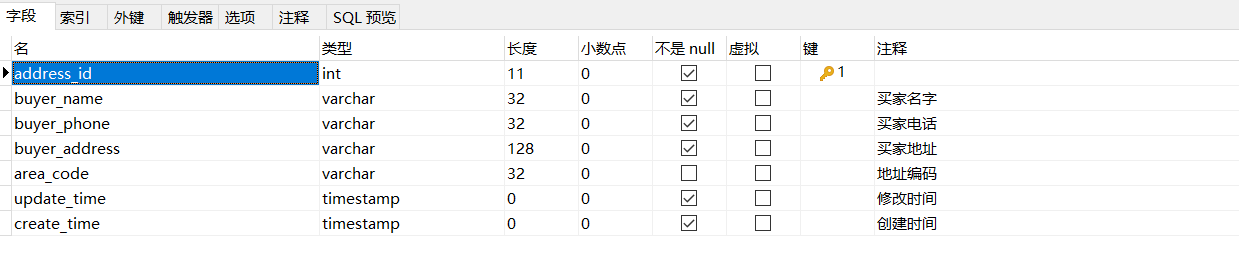 字段 索引 外键 触发器 选项 注释 SQL 预览
名 类型 长度 小数点 不是 null 虚拟 键 注释
address_id int 11 0 1
buyer_name varchar 32 0 买家名字
buyer_phone varchar 32 0 买家电话
buyer_address varchar 128 0 买家地址
area_code varchar 32 0 地址编码
update_time timestamp 0 0 修改时间
create_time timestamp 0 0 创建时间